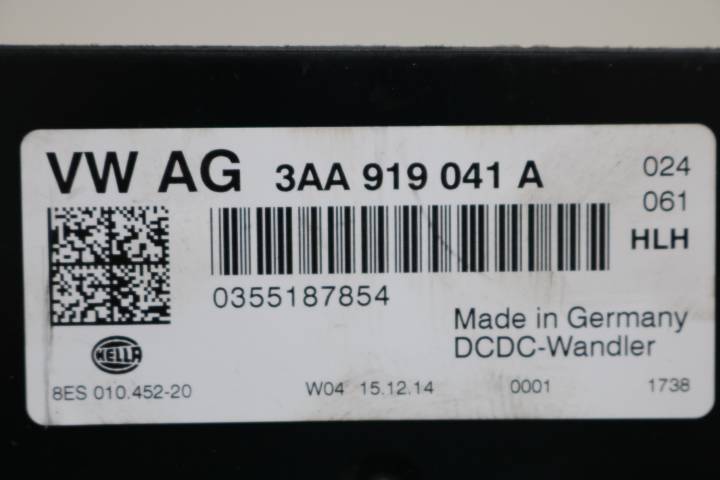 VW AG 3AA 919 041 A 024
061
HLH
0355187854
Made in Germany
DCDC-Wandler
HELLA
8ES 010.452-20 W04 15.12.14 0001 1738